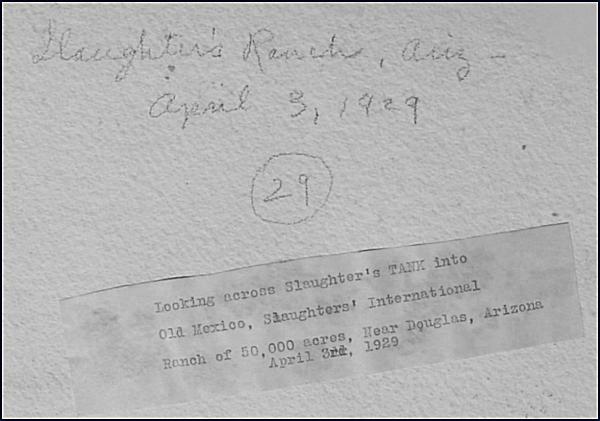 Slaughter's Ranch, Ariz -
April 3, 1929
29
Looking across Slaughter's TANK into
Old Mexico, Slaughters' International
Ranch of 50,000 acres, Near Douglas, Arizona
April 3rd, 1929